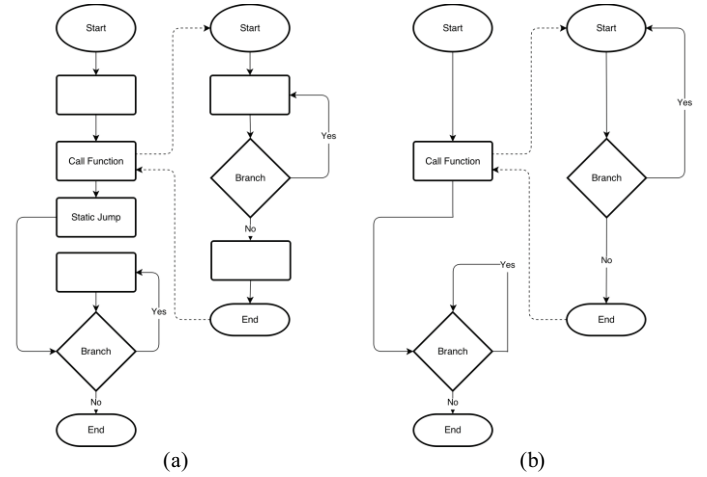 Start
Call Function
Static Jump
Yes
Branch
No
End
Start
Yes
Branch
No
End
(a)
Start
Call Function
Yes
Branch
No
End
Start
Yes
Branch
No
End
(b)